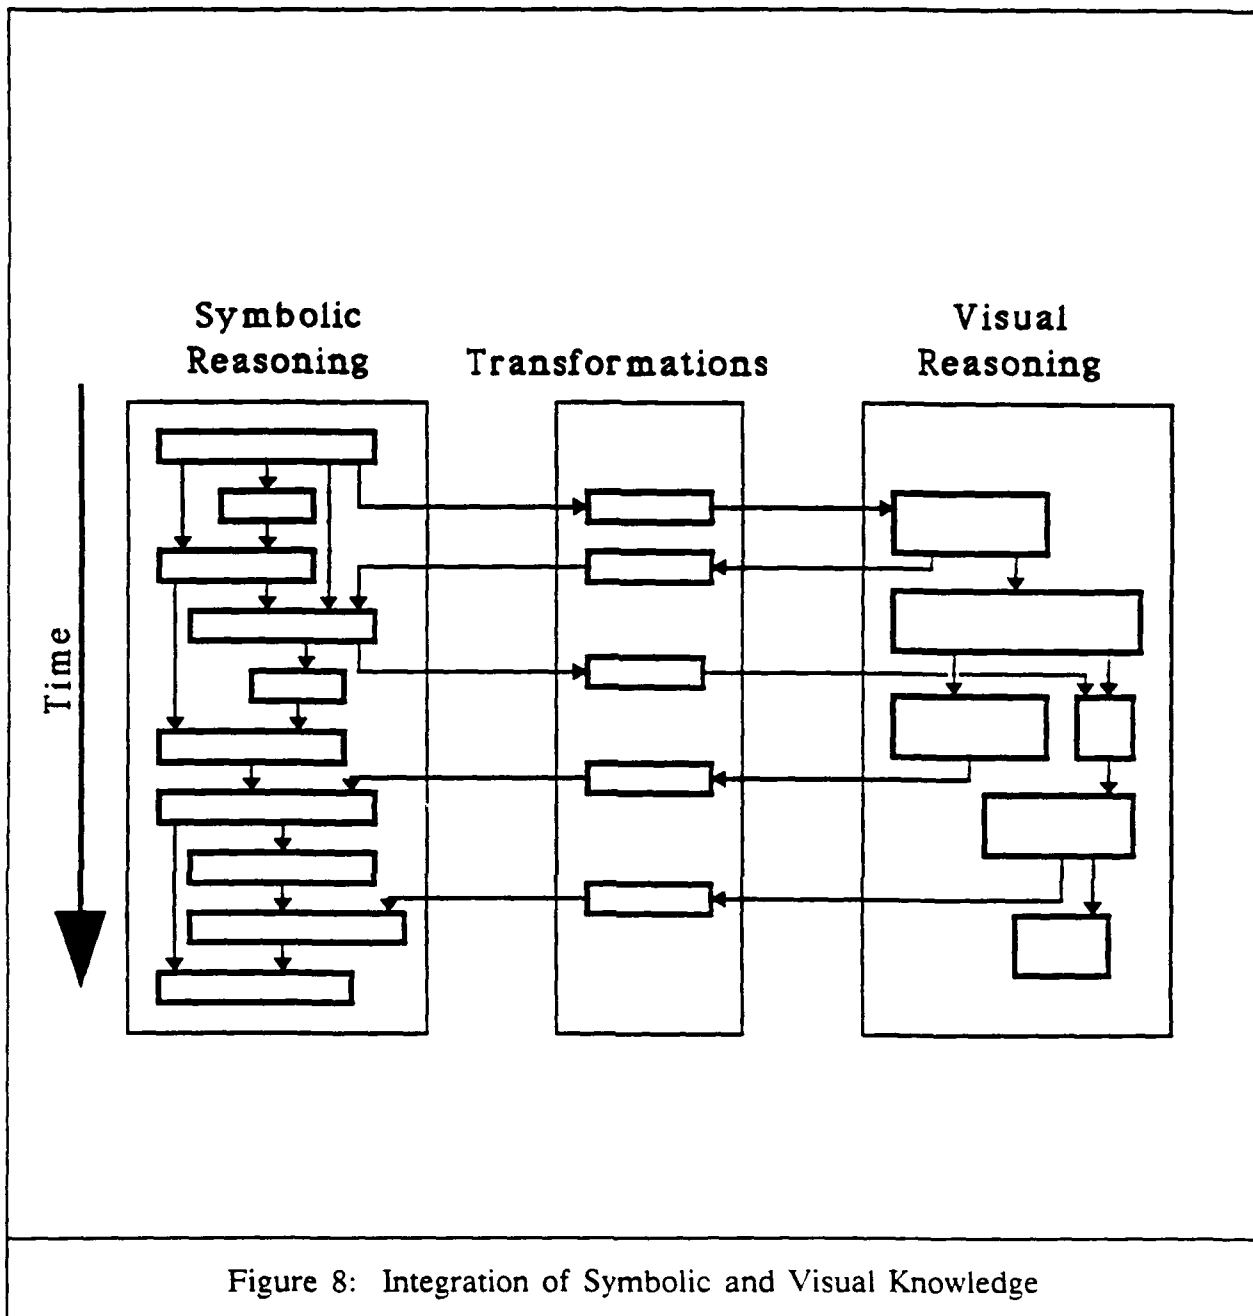 Symbolic
Reasoning
Transformations
Visual
Reasoning
Time
Figure 8: Integration of Symbolic and Visual Knowledge